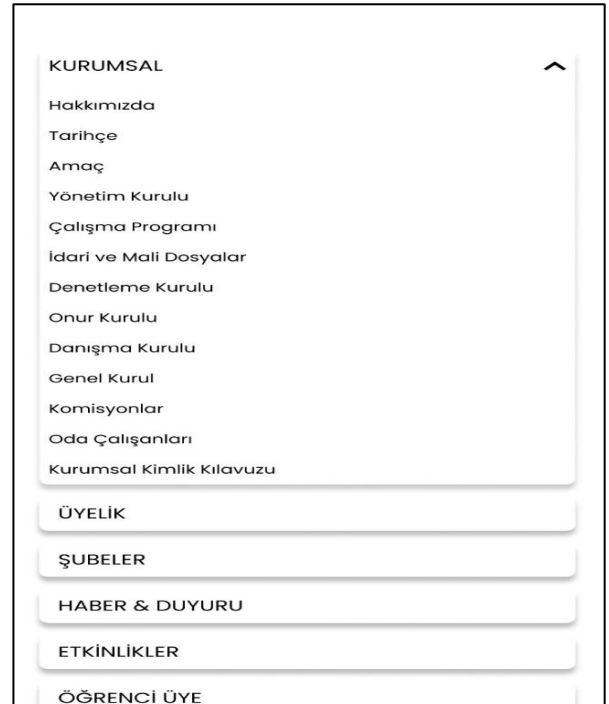 KURUMSAL
Hakkımızda
Tarihçe
Amaç
Yönetim Kurulu
Çalışma Programı
İdari ve Mali Dosyalar
Denetleme Kurulu
Onur Kurulu
Danışma Kurulu
Genel Kurul
Komisyonlar
Oda Çalışanları
Kurumsal Kimlik Kılavuzu
ÜYELİK
ŞUBELER
HABER & DUYURU
ETKİNLİKLER
ÖĞRENCİ ÜYE